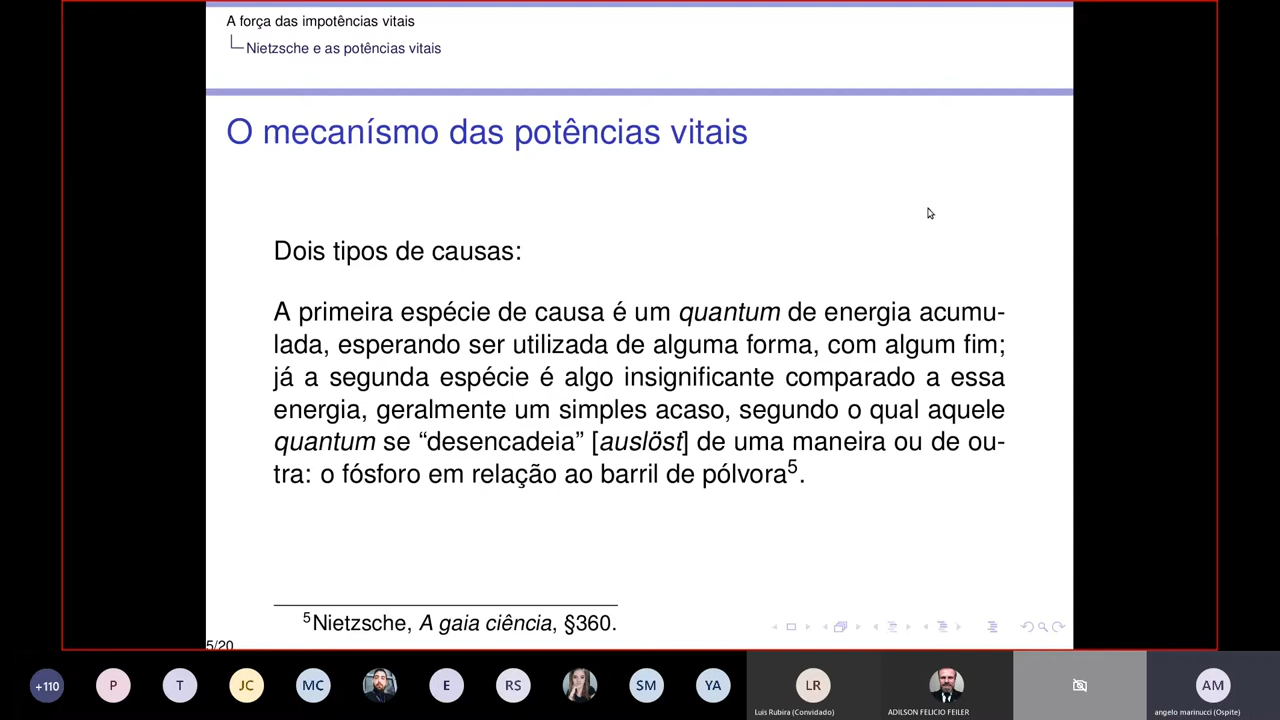 A força das impotências vitais
Nietzsche e as potências vitais
O mecanísmo das potências vitais
Dois tipos de causas:
A primeira espécie de causa é um quantum de energia acumu-
lada, esperando ser utilizada de alguma forma, com algum fim;
já a segunda espécie é algo insignificante comparado a essa
energia, geralmente um simples acaso, segundo o qual aquele
quantum se “desencadeia” [auslöst] de uma maneira ou de ou-
tra: o fósforo em relação ao barril de pólvora5.
5Nietzsche, A gaia ciência, §360.
5/20
+110 P T JC MC E RS SM YA LR AM
Luis Rubira (Convidado) ADILSON FELICIO FEILER angelo marinucci (Ospite)